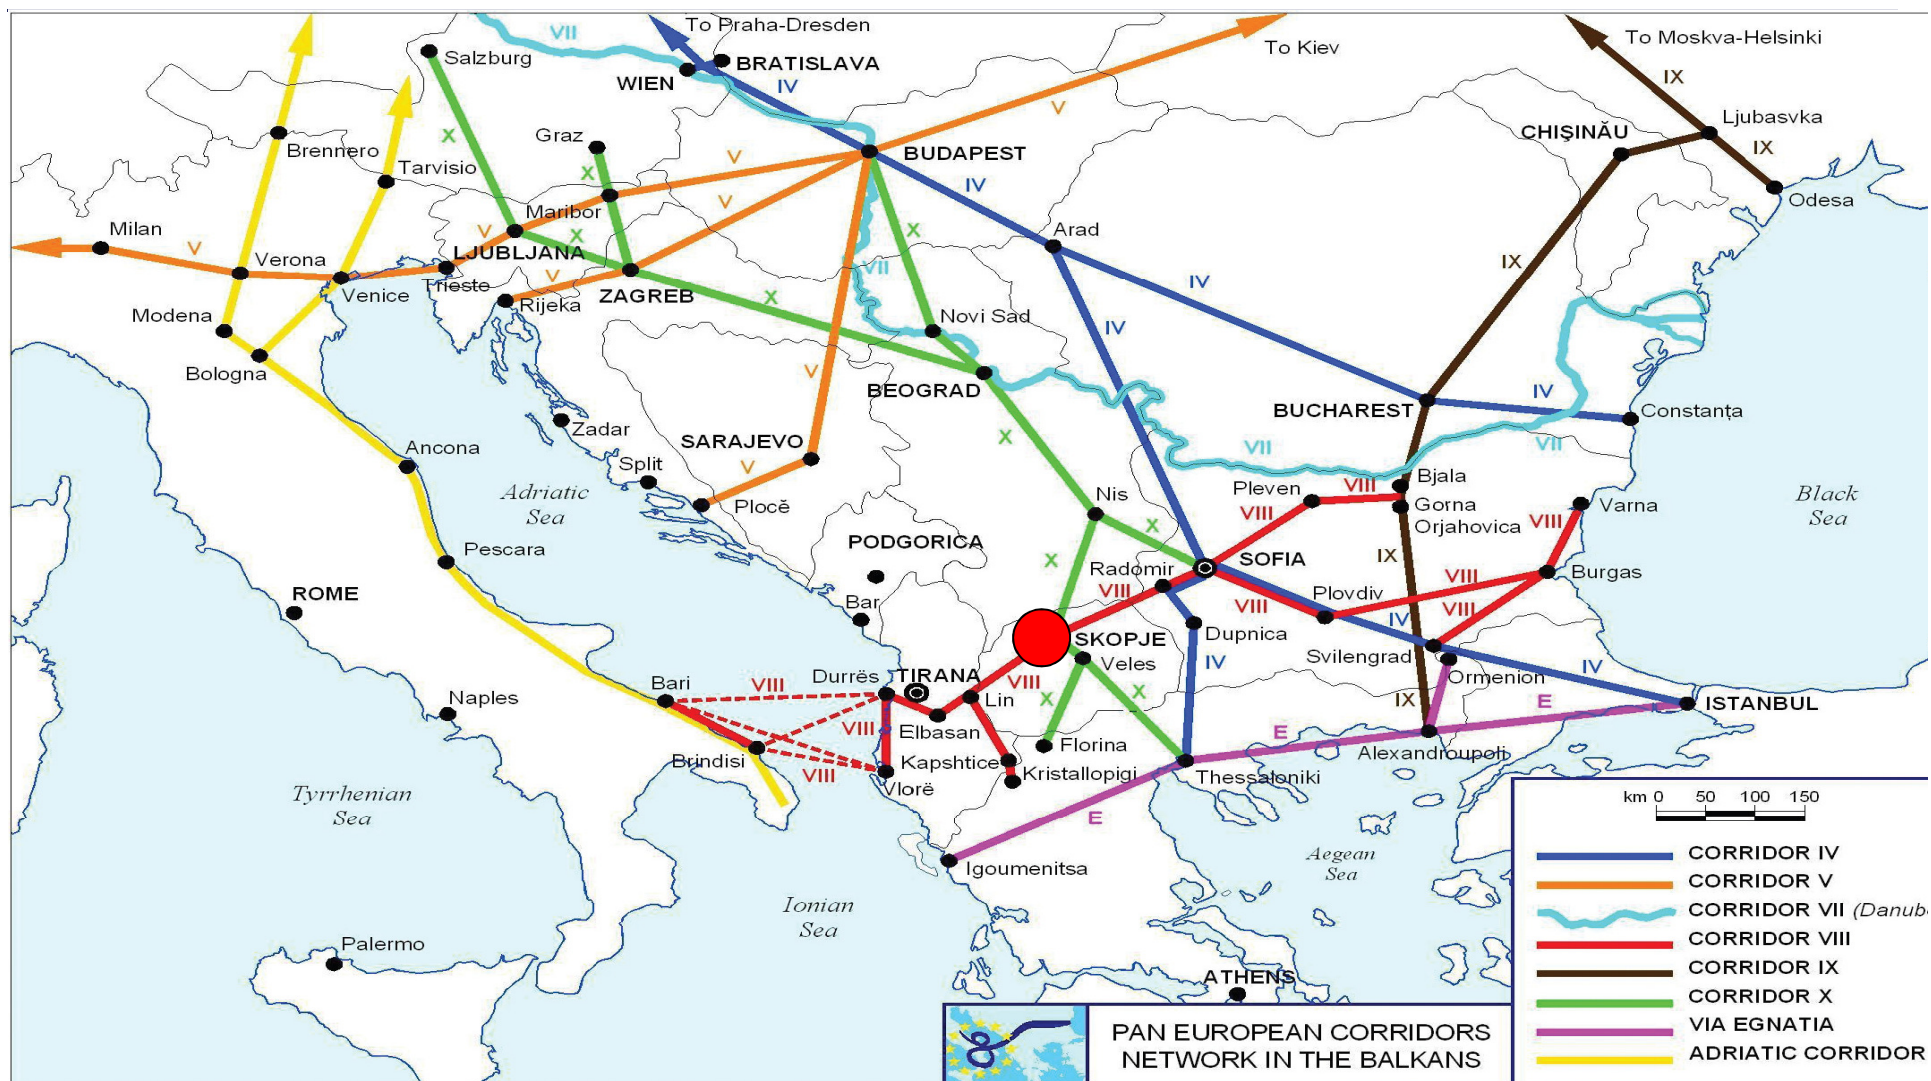 To Praha-Dresden
VII
To Kiev
To Moskva-Helsinki
Salzburg
BRATISLAVA
WIEN
IV
V
IX
Ljubasvka
CHIŞINĂU
IX
Graz
X
Brennero
Tarvisio
BUDAPEST
V
X
IV
Odesa
Milan
V
Maribor
V
X
V
X
Arad
Verona
LJUBLJANA
Trieste
VII
IX
Venice
V
Rijeka
ZAGREB
X
IV
Modena
Novi Sad
IV
Bologna
V
BEOGRAD
BUCHAREST
IV
Constanța
Zadar
SARAJEVO
X
VII
VII
Ancona
Split
V
Bjala
Adriatic
Sea
Plocĕ
Nis
Pleven
VIII
Gorna
Orjahovica
Varna
Black
Sea
VIII
VIII
Pescara
PODGORICA
X
X
IX
SOFIA
Radomir
VIII
Burgas
ROME
Bar
VIII
VIII
Plovdiv
VIII
IV
Dupnica
SKOPJE
Veles
Svilengrad
IV
Ormenion
TIRANA
Durrës
VIII
IV
Bari
VIII
Lin
X
X
IX
E
ISTANBUL
Naples
VIII
Elbasan
E
Florina
Alexandroupoli
Brindisi
VIII
Kapshtice
Kristallopigi
Thessaloniki
Vlorë
Tyrrhenian
Sea
E
Igoumenitsa
Aegean
Sea
Ionian
Sea
Palermo
ATHENS
km 0 50 100 150
CORRIDOR IV
CORRIDOR V
CORRIDOR VII (Danub
CORRIDOR VIII
CORRIDOR IX
CORRIDOR X
VIA EGNATIA
ADRIATIC CORRIDOR
PAN EUROPEAN CORRIDORS
NETWORK IN THE BALKANS